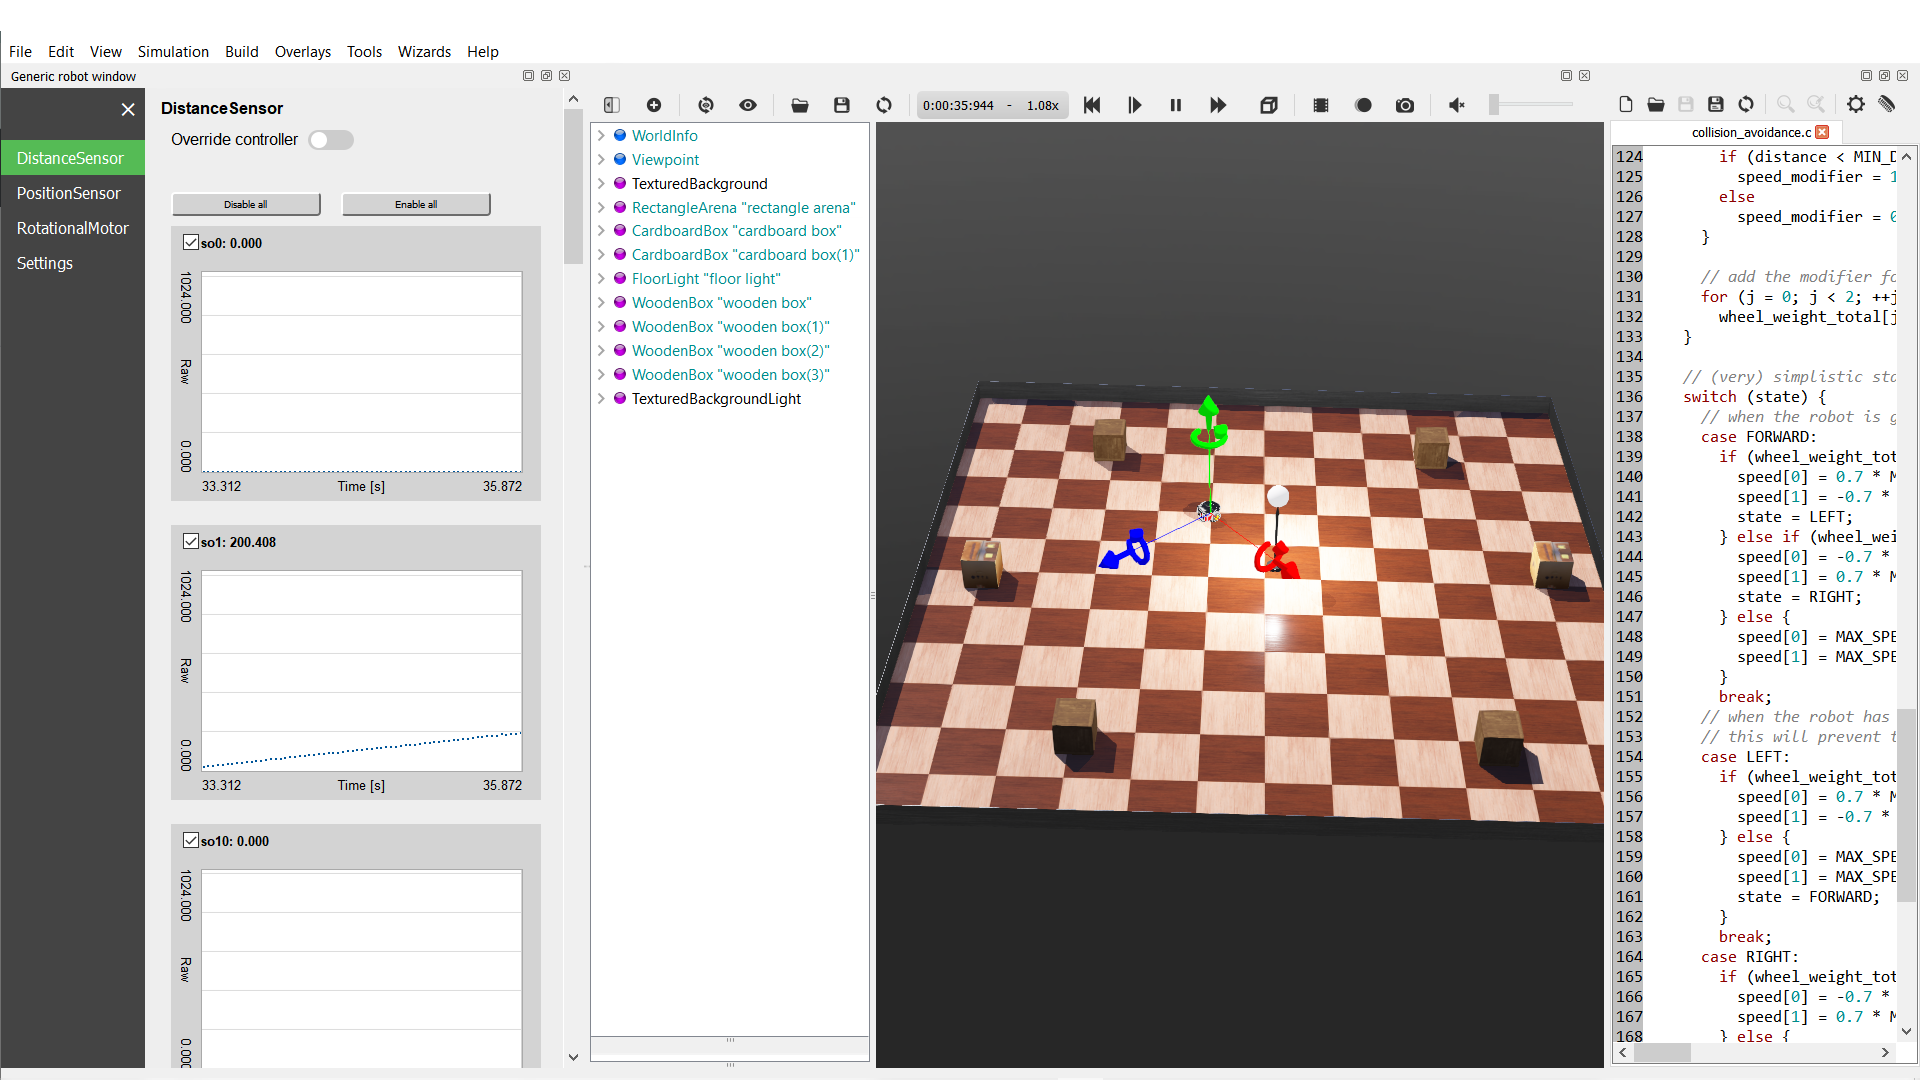 File Edit View Simulation Build Overlays Tools Wizards Help
Generic robot window
DistanceSensor
PositionSensor
RotationalMotor
Settings
DistanceSensor
Override controller
Disable all
Enable all
so0: 0.000
1024.000
Raw
0.000
33.312 Time [s] 35.872
so1: 200.408
1024.000
Raw
0.000
33.312 Time [s] 35.872
so10: 0.000
1024.000
Raw
0.000
0:00:35:944 - 1.08x
WorldInfo
Viewpoint
TexturedBackground
RectangleArena "rectangle arena"
CardboardBox "cardboard box"
CardboardBox "cardboard box(1)"
FloorLight "floor light"
WoodenBox "wooden box"
WoodenBox "wooden box(1)"
WoodenBox "wooden box(2)"
WoodenBox "wooden box(3)"
TexturedBackgroundLight
collision_avoidance.c
124 if (distance < MIN_D
125 speed_modifier = 1
126 else
127 speed_modifier = 0
128 }
129
130 // add the modifier fo
131 for (j = 0; j < 2; ++j
132 wheel_weight_total[j
133 }
134
135 // (very) simplistic sta
136 switch (state) {
137 // when the robot is g
138 case FORWARD:
139 if (wheel_weight_tot
140 speed[0] = 0.7 * M
141 speed[1] = -0.7 *
142 state = LEFT;
143 } else if (wheel_wei
144 speed[0] = -0.7 *
145 speed[1] = 0.7 * M
146 state = RIGHT;
147 } else {
148 speed[0] = MAX_SPE
149 speed[1] = MAX_SPE
150 }
151 break;
152 // when the robot has
153 // this will prevent t
154 case LEFT:
155 if (wheel_weight_tot
156 speed[0] = 0.7 * M
157 speed[1] = -0.7 *
158 } else {
159 speed[0] = MAX_SPE
160 speed[1] = MAX_SPE
161 state = FORWARD;
162 }
163 break;
164 case RIGHT:
165 if (wheel_weight_tot
166 speed[0] = -0.7 *
167 speed[1] = 0.7 * M
168 } else {